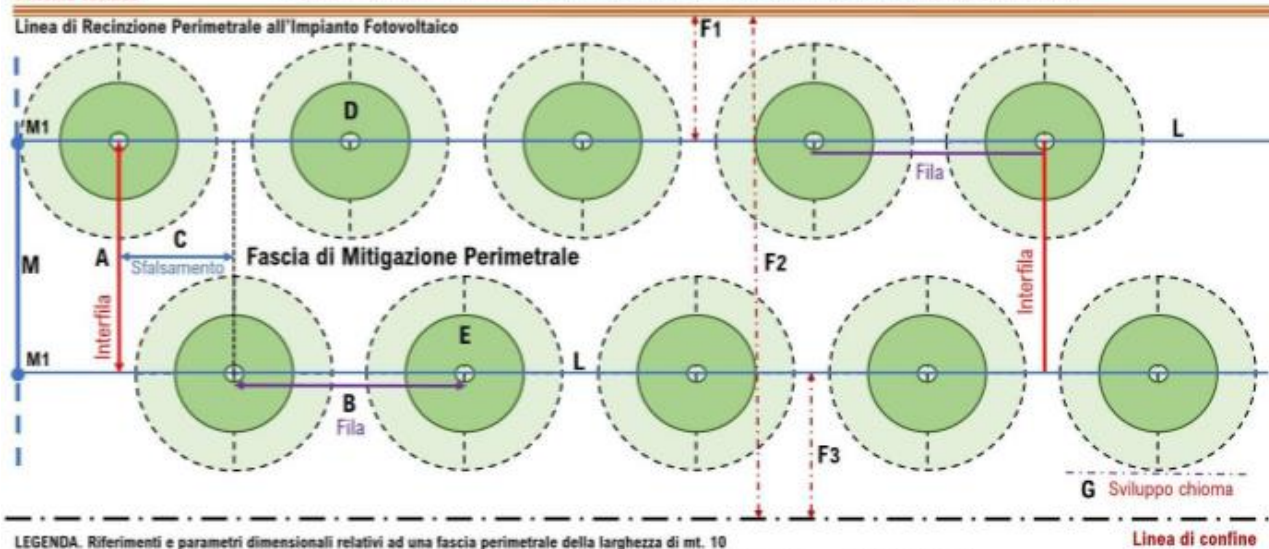 Linea di Recinzione Perimetrale all'Impianto Fotovoltaico
F1
D
M1
L
Fila
C
A
Sfalsamento
Fascia di Mitigazione Perimetrale
F2
M
Interfila
Interfila
E
M1
L
B
Fila
F3
G Sviluppo chioma
LEGENDA. Riferimenti e parametri dimensionali relativi ad una fascia perimetrale della larghezza di mt. 10
Linea di confine